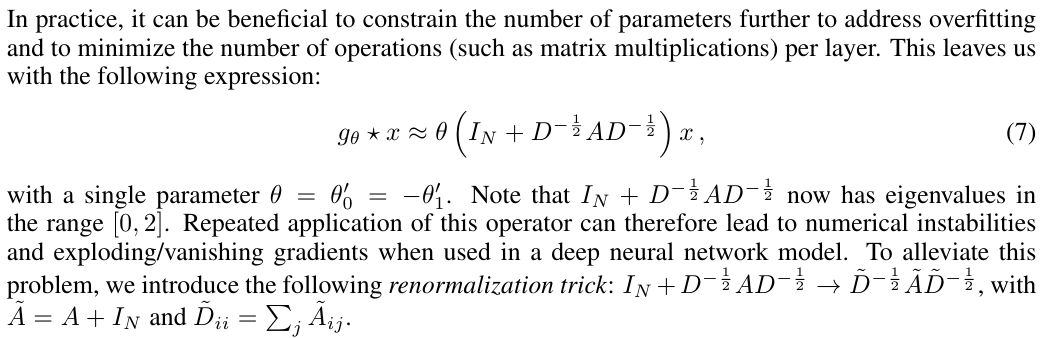 In practice, it can be beneficial to constrain the number of parameters further to address overfitting
and to minimize the number of operations (such as matrix multiplications) per layer. This leaves us
with the following expression:
$g_\theta \star x \approx \theta \left( I_N + D^{-\frac{1}{2}} A D^{-\frac{1}{2}} \right) x\,,$ (7)
with a single parameter $\theta = \theta'_0 = -\theta'_1$. Note that $I_N + D^{-\frac{1}{2}} A D^{-\frac{1}{2}}$ now has eigenvalues in
the range $[0, 2]$. Repeated application of this operator can therefore lead to numerical instabilities
and exploding/vanishing gradients when used in a deep neural network model. To alleviate this
problem, we introduce the following renormalization trick: $I_N + D^{-\frac{1}{2}} A D^{-\frac{1}{2}} \rightarrow \tilde{D}^{-\frac{1}{2}} \tilde{A} \tilde{D}^{-\frac{1}{2}}$, with
$\tilde{A} = A + I_N$ and $\tilde{D}_{ii} = \sum_j \tilde{A}_{ij}$.